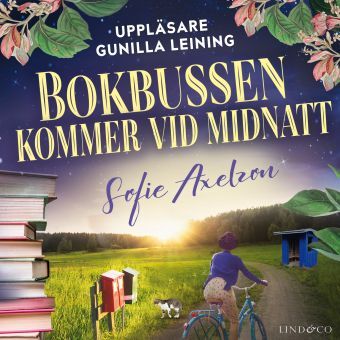 UPPLÄSARE
GUNILLA LEINING
BOKBUSSEN
KOMMER VID MIDNATT
Sofie Axelzon
LIND&CO